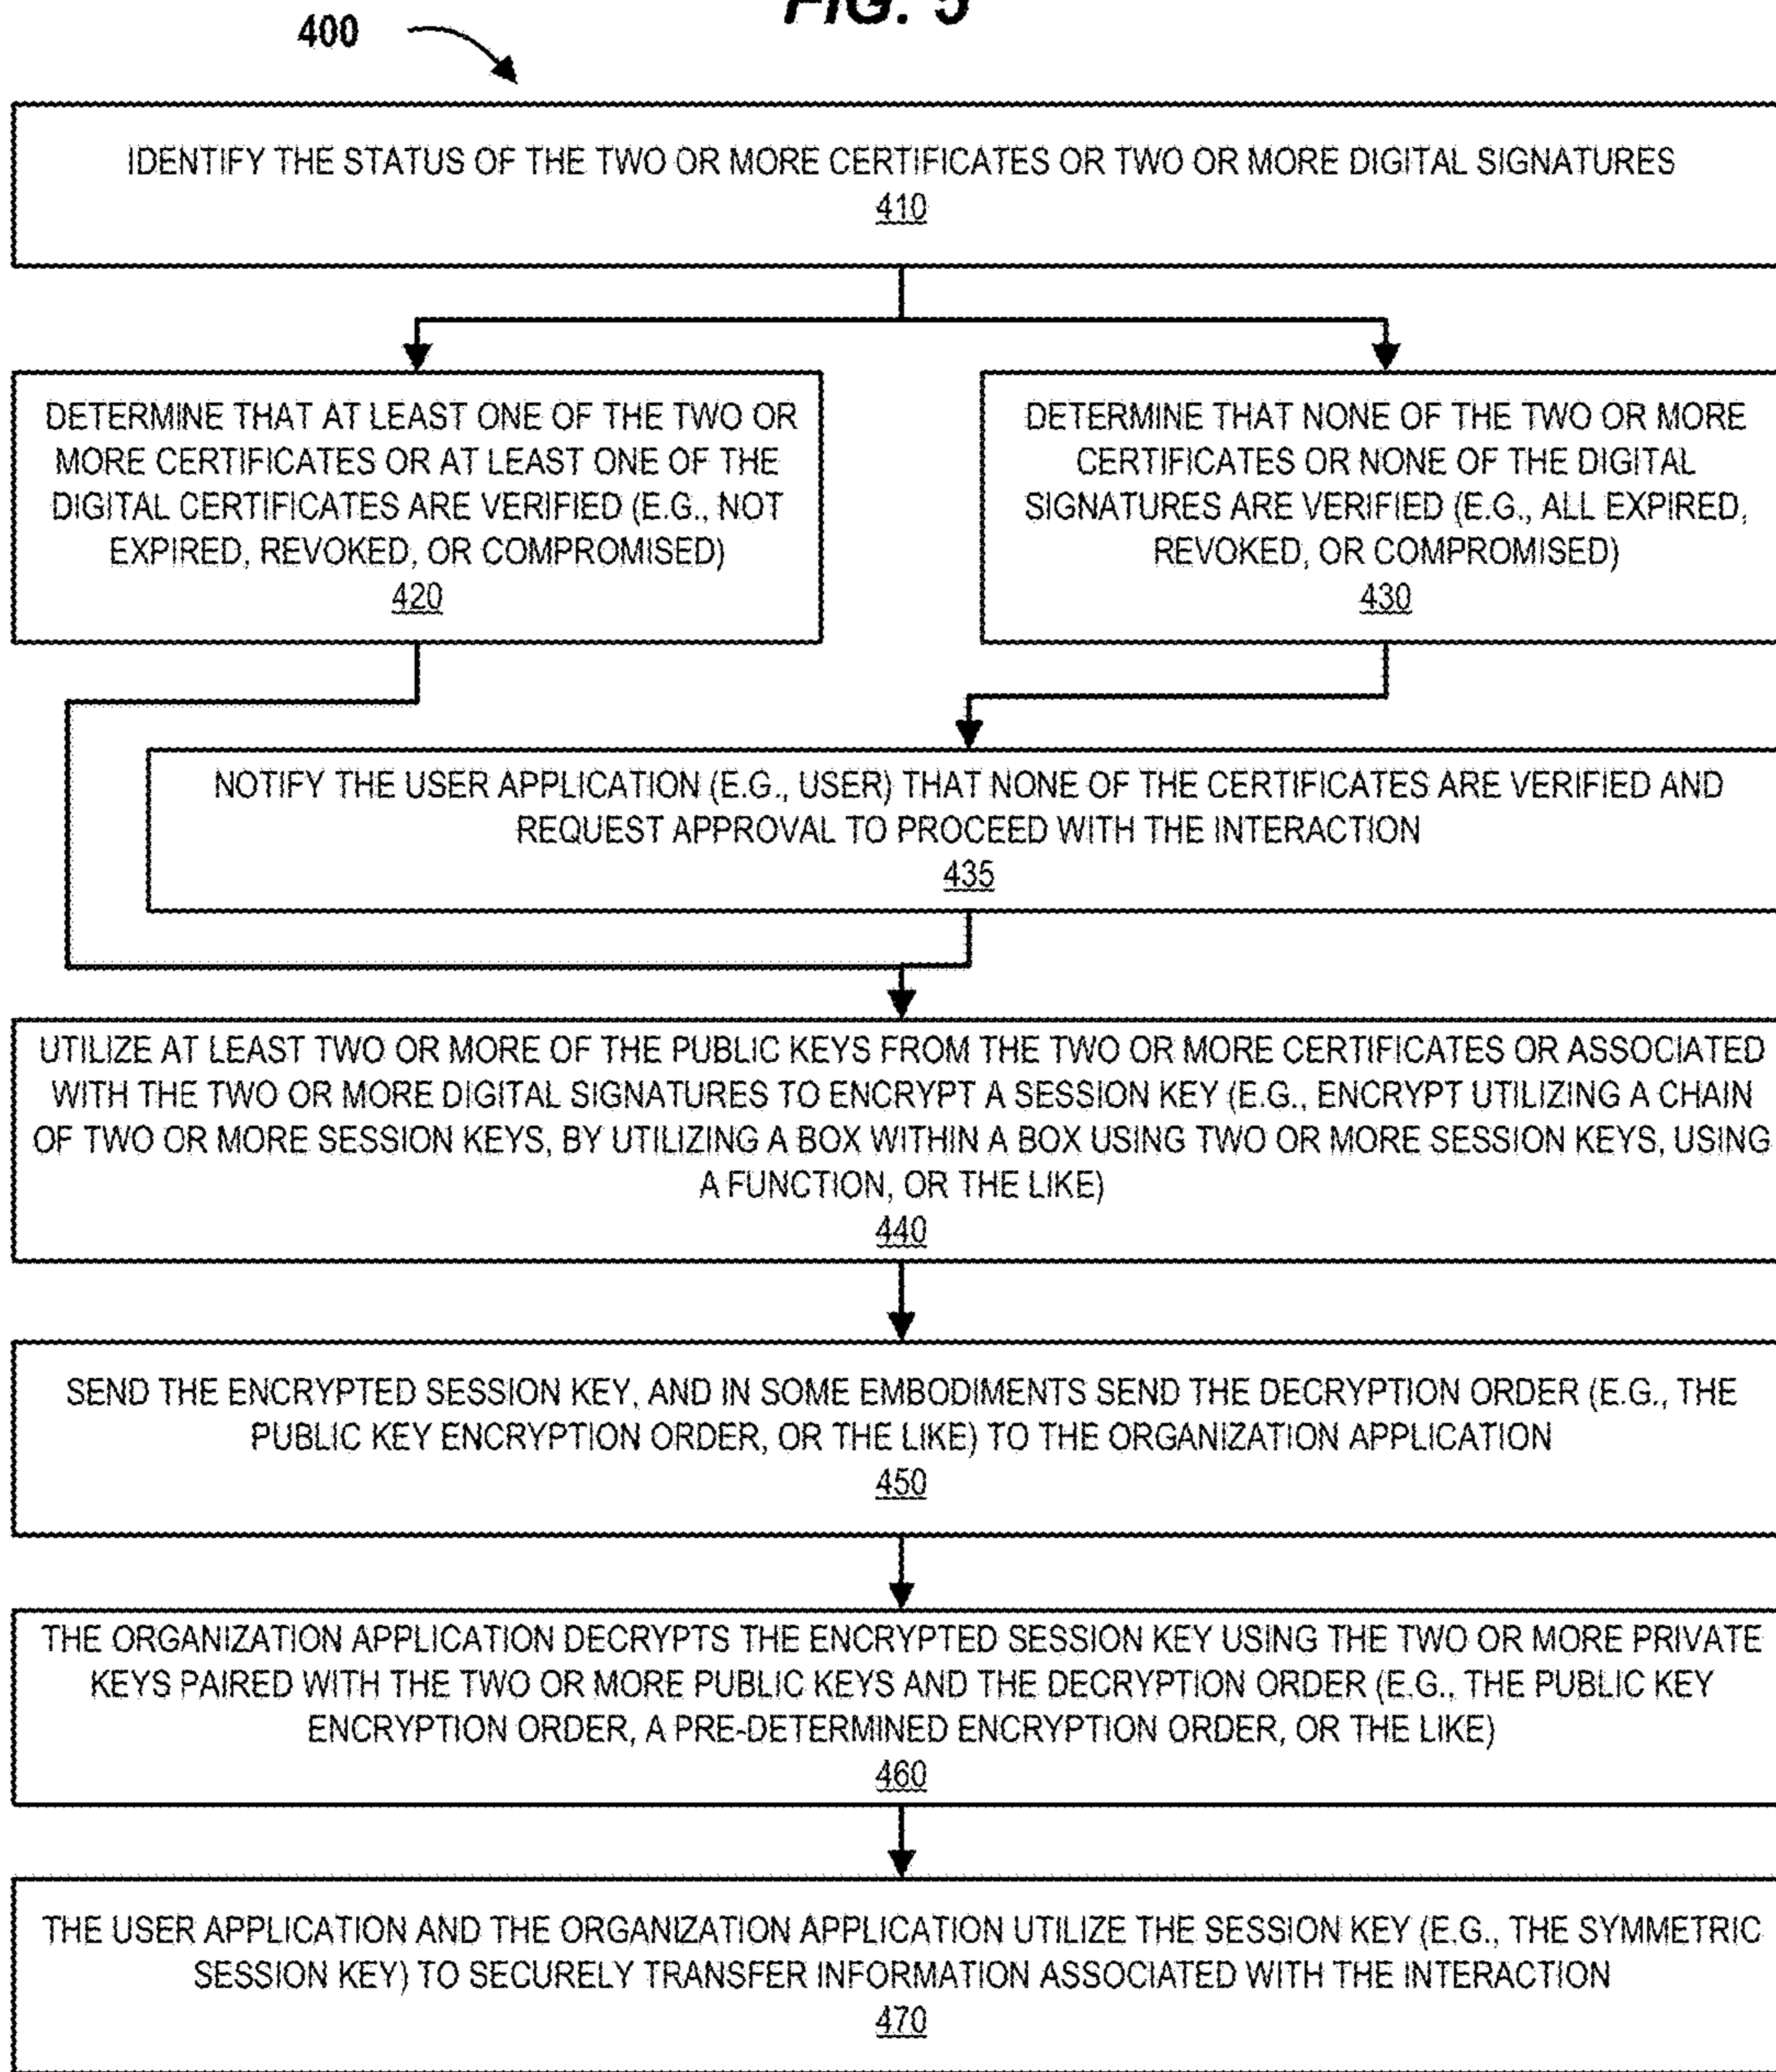 FIG. 5
400
IDENTIFY THE STATUS OF THE TWO OR MORE CERTIFICATES OR TWO OR MORE DIGITAL SIGNATURES
410
DETERMINE THAT AT LEAST ONE OF THE TWO OR
MORE CERTIFICATES OR AT LEAST ONE OF THE
DIGITAL CERTIFICATES ARE VERIFIED (E.G., NOT
EXPIRED, REVOKED, OR COMPROMISED)
420
DETERMINE THAT NONE OF THE TWO OR MORE
CERTIFICATES OR NONE OF THE DIGITAL
SIGNATURES ARE VERIFIED (E.G., ALL EXPIRED,
REVOKED, OR COMPROMISED)
430
NOTIFY THE USER APPLICATION (E.G., USER) THAT NONE OF THE CERTIFICATES ARE VERIFIED AND
REQUEST APPROVAL TO PROCEED WITH THE INTERACTION
435
UTILIZE AT LEAST TWO OR MORE OF THE PUBLIC KEYS FROM THE TWO OR MORE CERTIFICATES OR ASSOCIATED
WITH THE TWO OR MORE DIGITAL SIGNATURES TO ENCRYPT A SESSION KEY (E.G., ENCRYPT UTILIZING A CHAIN
OF TWO OR MORE SESSION KEYS, BY UTILIZING A BOX WITHIN A BOX USING TWO OR MORE SESSION KEYS, USING
A FUNCTION, OR THE LIKE)
440
SEND THE ENCRYPTED SESSION KEY, AND IN SOME EMBODIMENTS SEND THE DECRYPTION ORDER (E.G., THE
PUBLIC KEY ENCRYPTION ORDER, OR THE LIKE) TO THE ORGANIZATION APPLICATION
450
THE ORGANIZATION APPLICATION DECRYPTS THE ENCRYPTED SESSION KEY USING THE TWO OR MORE PRIVATE
KEYS PAIRED WITH THE TWO OR MORE PUBLIC KEYS AND THE DECRYPTION ORDER (E.G., THE PUBLIC KEY
ENCRYPTION ORDER, A PRE-DETERMINED ENCRYPTION ORDER, OR THE LIKE)
460
THE USER APPLICATION AND THE ORGANIZATION APPLICATION UTILIZE THE SESSION KEY (E.G., THE SYMMETRIC
SESSION KEY) TO SECURELY TRANSFER INFORMATION ASSOCIATED WITH THE INTERACTION
470